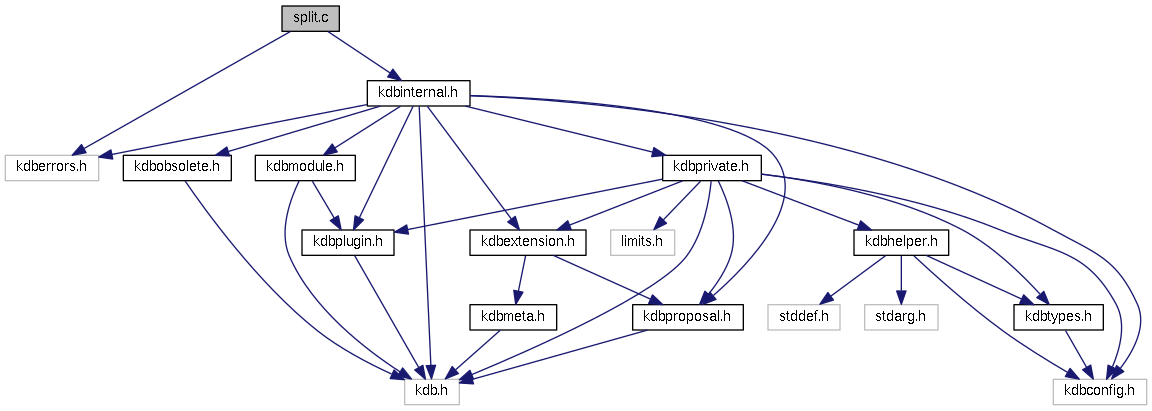 split.c
kdbinternal.h
kdberrors.h
kdbobsolete.h
kdbmodule.h
kdbprivate.h
kdbplugin.h
kdbextension.h
limits.h
kdbhelper.h
kdbmeta.h
kdbproposal.h
stddef.h
stdarg.h
kdbtypes.h
kdb.h
kdbconfig.h